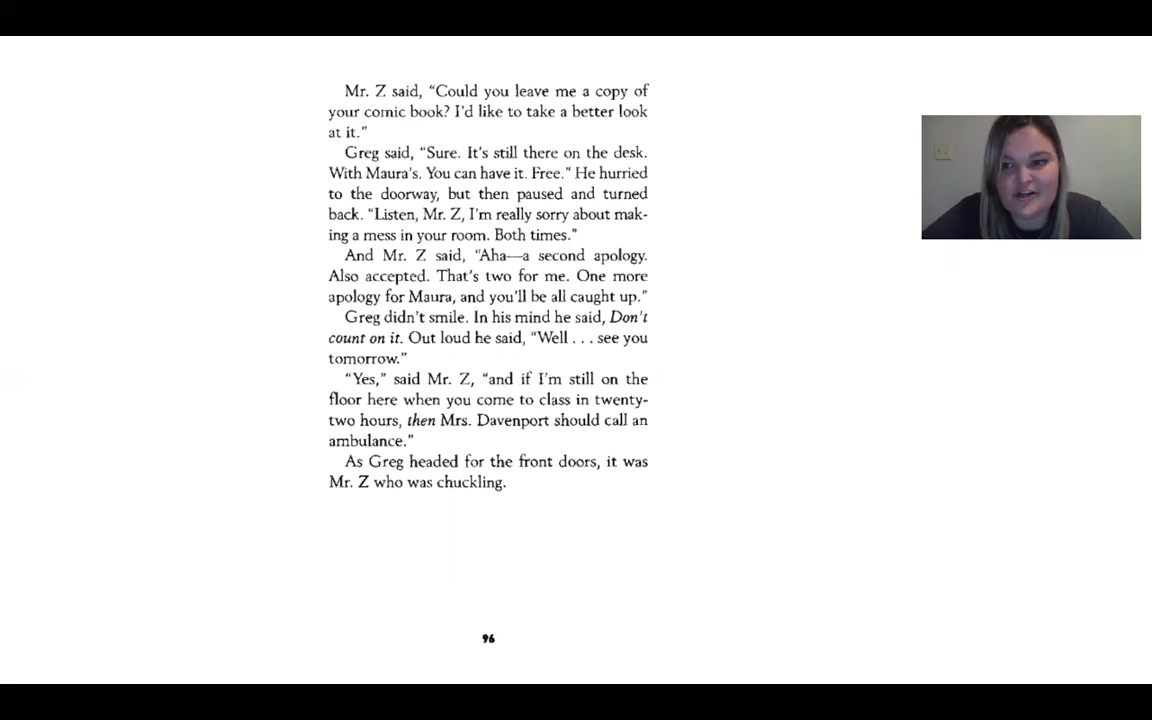 Mr. Z said, “Could you leave me a copy of
your comic book? I’d like to take a better look
at it.”
Greg said, “Sure. It’s still there on the desk.
With Maura’s. You can have it. Free.” He hurried
to the doorway, but then paused and turned
back. “Listen, Mr. Z, I’m really sorry about mak-
ing a mess in your room. Both times.”
And Mr. Z said, “Aha—a second apology.
Also accepted. That’s two for me. One more
apology for Maura, and you’ll be all caught up.”
Greg didn’t smile. In his mind he said, Don’t
count on it. Out loud he said, “Well . . . see you
tomorrow.”
“Yes,” said Mr. Z, “and if I’m still on the
floor here when you come to class in twenty-
two hours, then Mrs. Davenport should call an
ambulance.”
As Greg headed for the front doors, it was
Mr. Z who was chuckling.
96